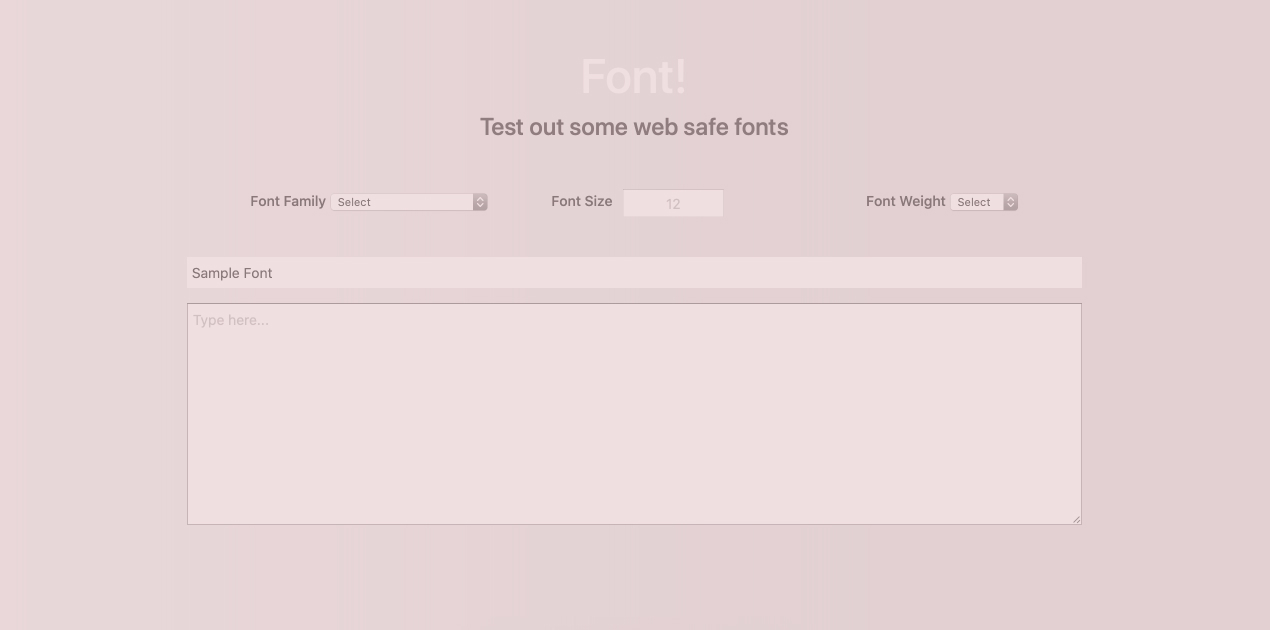 Font!
Test out some web safe fonts
Font Family Select Font Size 12 Font Weight Select
Sample Font
Type here...